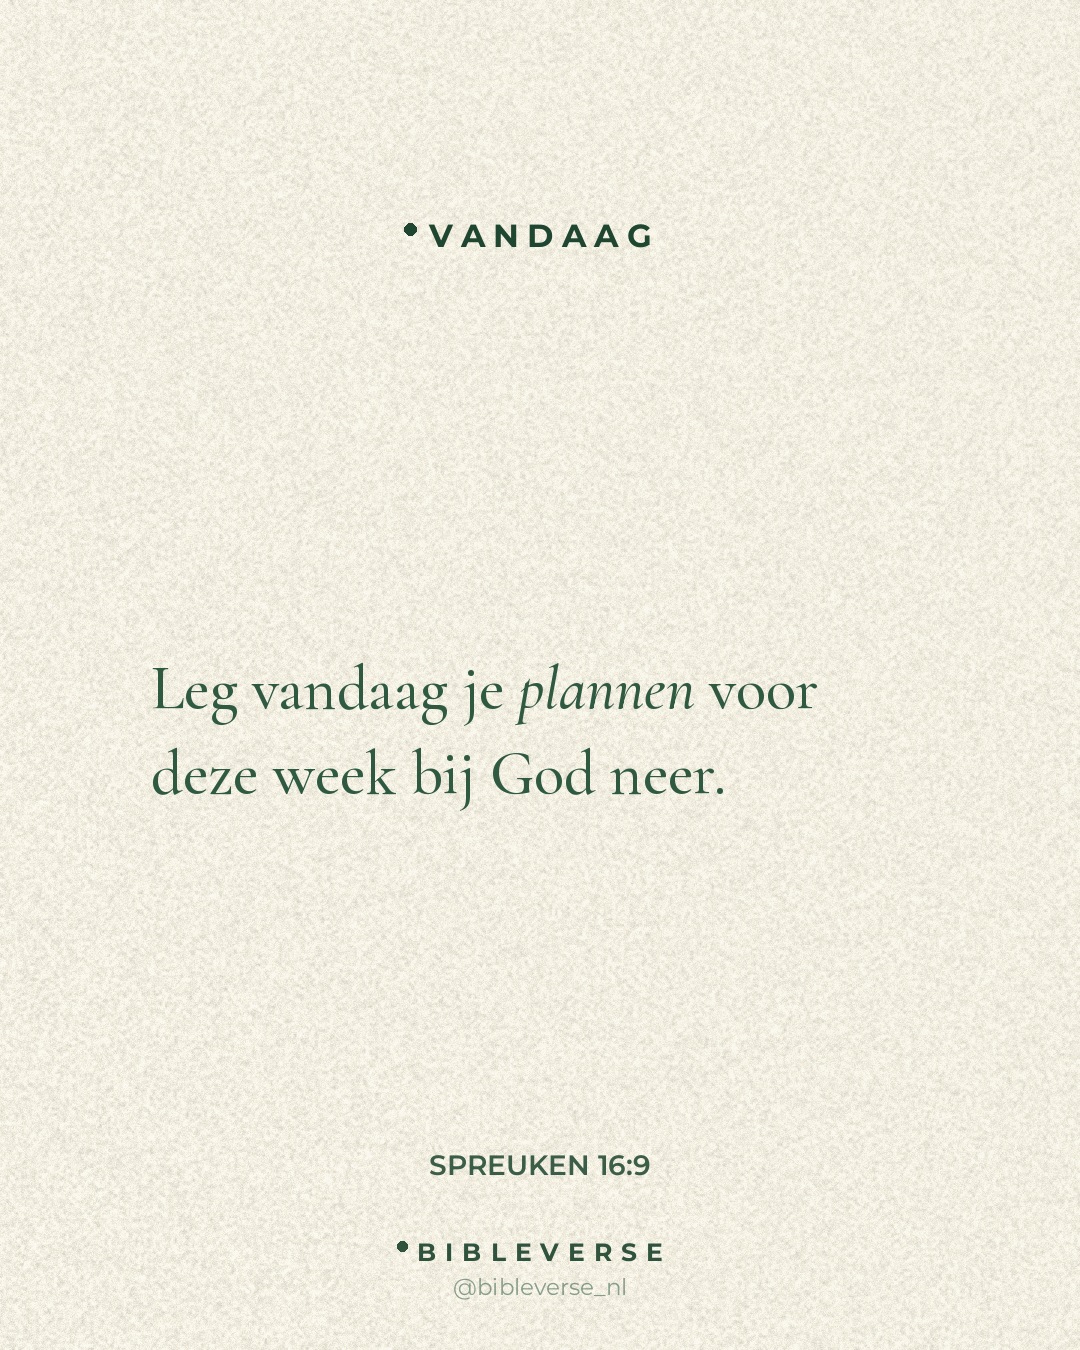 VANDAAG
Leg vandaag je plannen voor
deze week bij God neer.
SPREUKEN 16:9
BIBLEVERSE
@bibleverse_nl